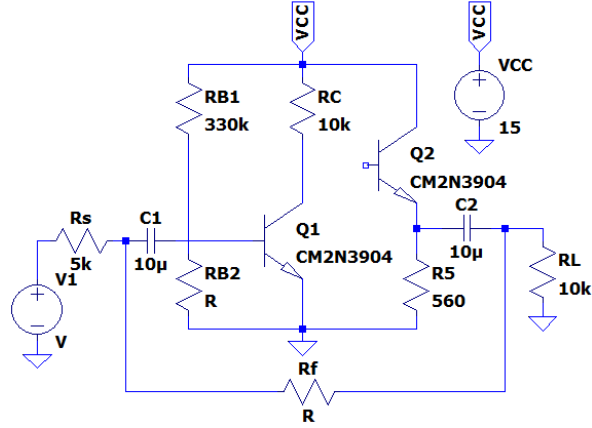 VCC
VCC
VCC
15
RB1
330k
RC
10k
Q2
CM2N3904
Rs
5k
C1
10µ
Q1
CM2N3904
C2
10µ
V1
V
RB2
R
R5
560
RL
10k
Rf
R